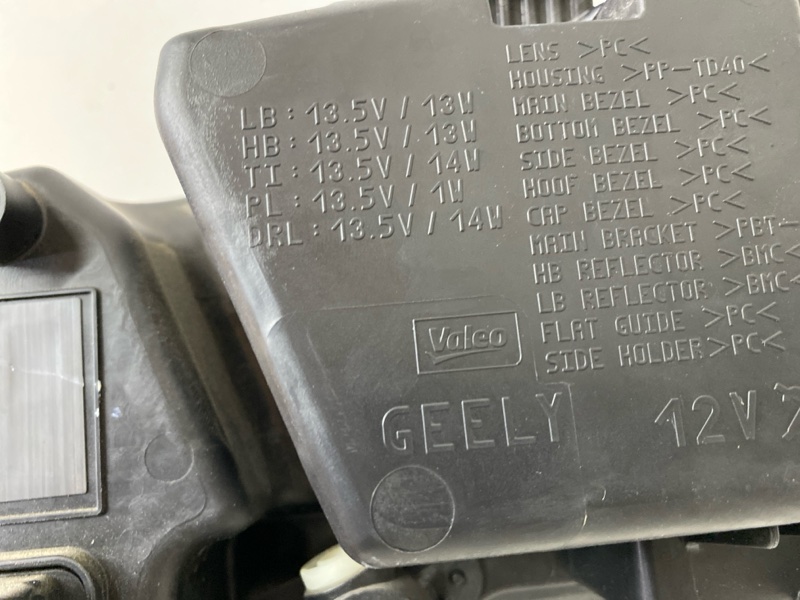 LB: 13.5V / 13W
HB: 13.5V / 13W
TI: 13.5V / 14W
PL: 13.5V / 1W
DRL: 13.5V / 14W
LENS >PC<
HOUSING >PP-TD40<
MAIN BEZEL >PC<
BOTTOM BEZEL >PC<
SIDE BEZEL >PC<
HOOF BEZEL >PC<
CAP BEZEL >PC<
MAIN BRACKET >PBT-
HB REFLECTOR >BMC<
LB REFLECTOR >BMC<
FLAT GUIDE >PC<
SIDE HOLDER>PC<
Valeo
GEELY 12V